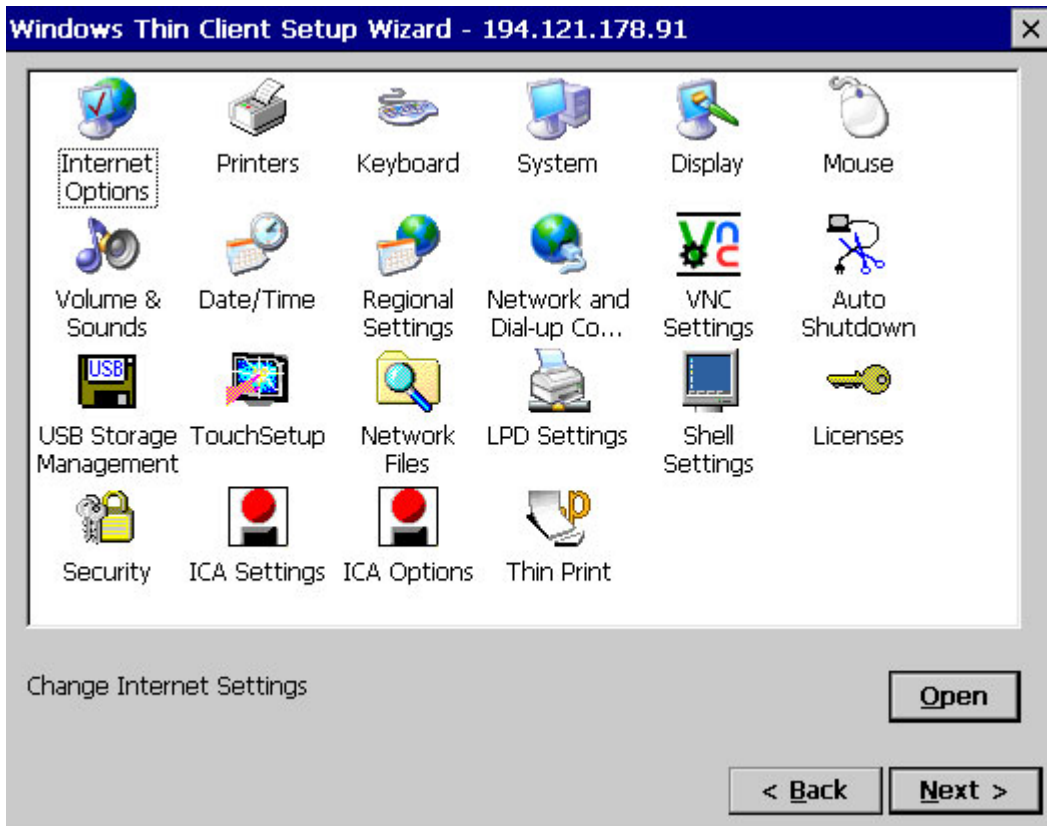 Windows Thin Client Setup Wizard - 194.121.178.91
Internet Options
Printers
Keyboard
System
Display
Mouse
Volume & Sounds
Date/Time
Regional Settings
Network and Dial-up Co...
VNC Settings
Auto Shutdown
USB
USB Storage Management
TouchSetup
Network Files
LPD Settings
Shell Settings
Licenses
Security
ICA Settings
ICA Options
Thin Print
Change Internet Settings
Open
< Back
Next >